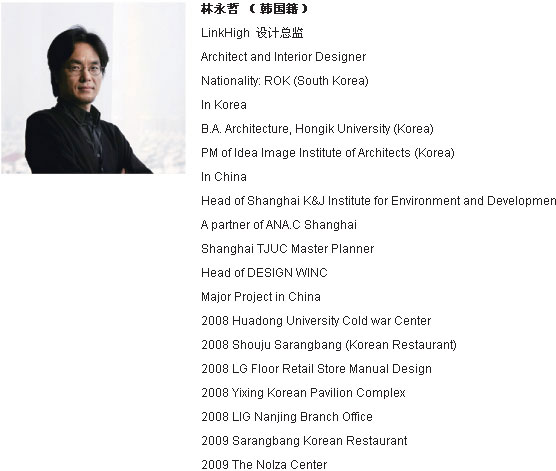 林永哲 （ 韩国籍 ）
LinkHigh 设计总监
Architect and Interior Designer
Nationality: ROK (South Korea)
In Korea
B.A. Architecture, Hongik University (Korea)
PM of Idea Image Institute of Architects (Korea)
In China
Head of Shanghai K&J Institute for Environment and Developmen
A partner of ANA.C Shanghai
Shanghai TJUC Master Planner
Head of DESIGN WINC
Major Project in China
2008 Huadong University Cold war Center
2008 Shouju Sarangbang (Korean Restaurant)
2008 LG Floor Retail Store Manual Design
2008 Yixing Korean Pavilion Complex
2008 LIG Nanjing Branch Office
2009 Sarangbang Korean Restaurant
2009 The Nolza Center